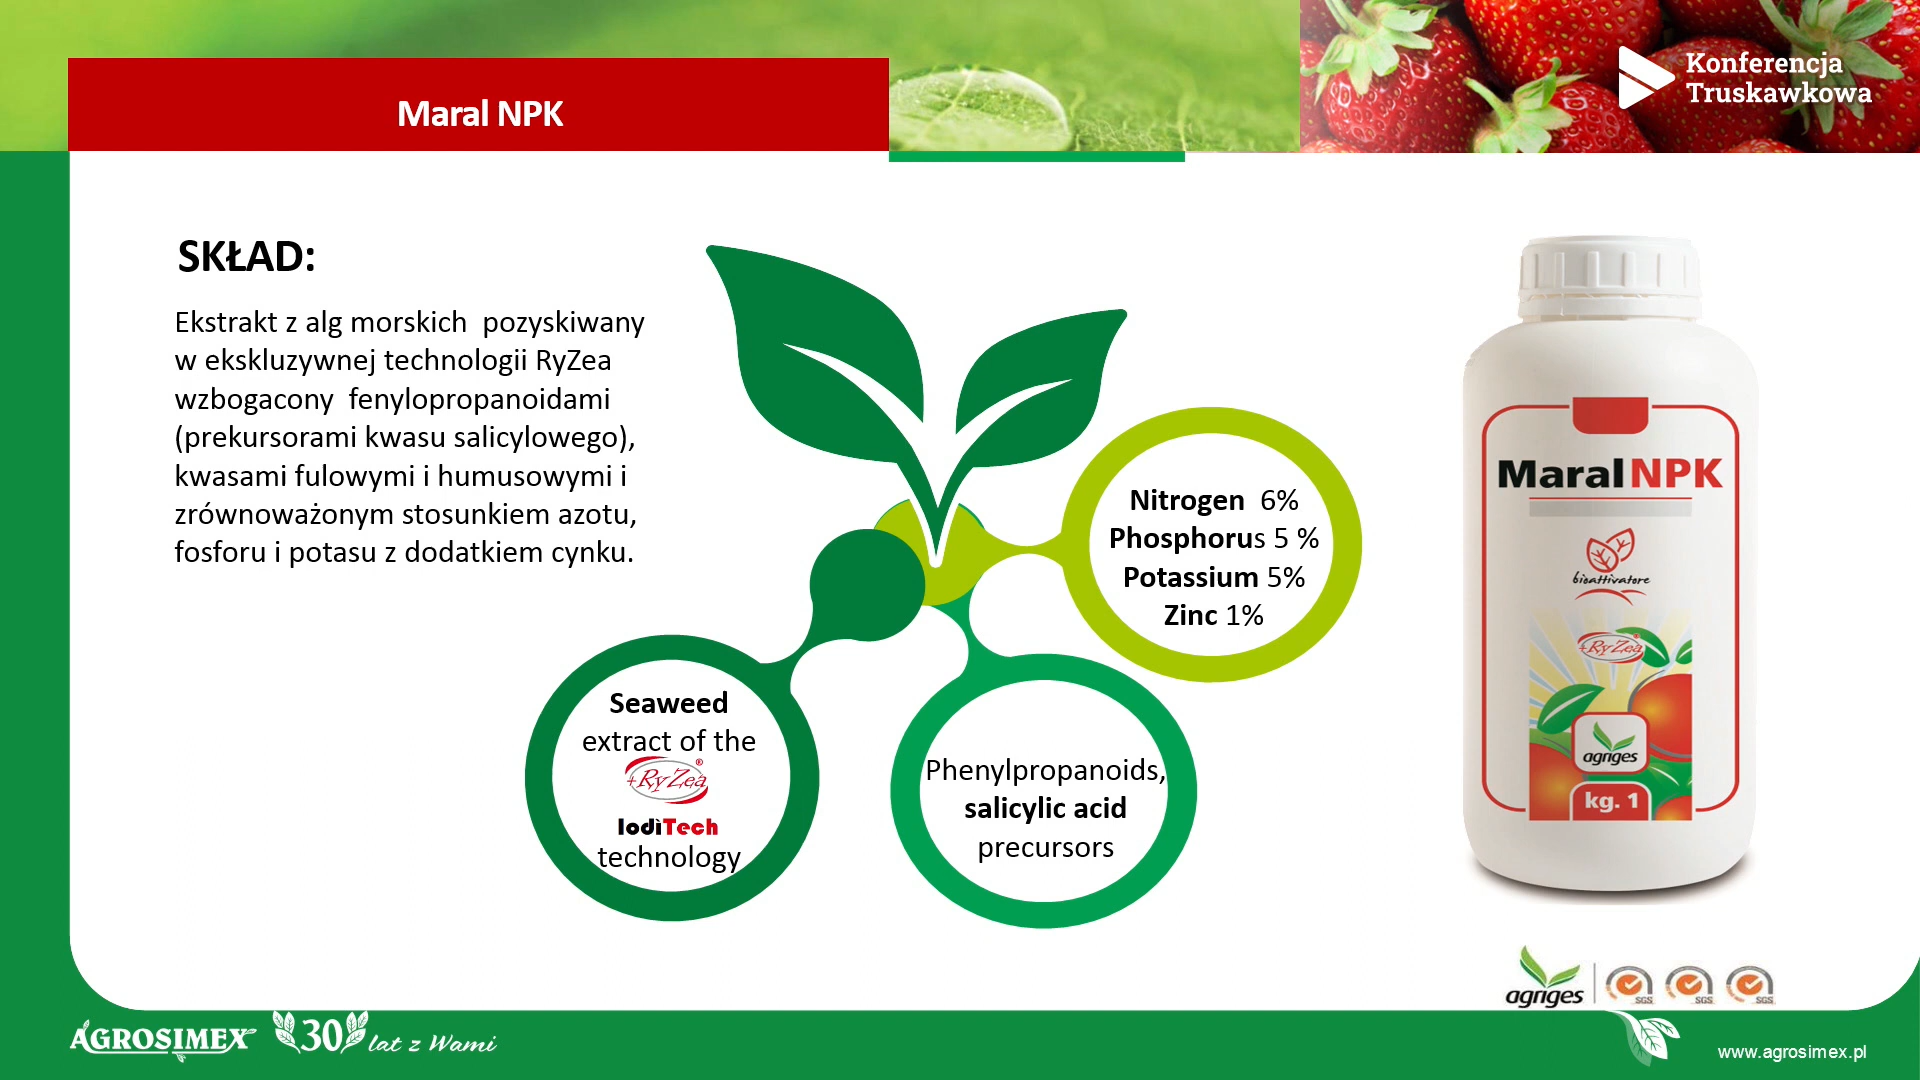 Maral NPK
Konferencja
Truskawkowa
SKŁAD:
Ekstrakt z alg morskich  pozyskiwany
w ekskluzywnej technologii RyZea
wzbogacony  fenylopropanoidami
(prekursorami kwasu salicylowego),
kwasami fulowymi i humusowymi i
zrównoważonym stosunkiem azotu,
fosforu i potasu z dodatkiem cynku.
Nitrogen  6%
Phosphorus 5 %
Potassium 5%
Zinc 1%
Seaweed
extract of the
+RyZea®
IodìTech
technology
Phenylpropanoids,
salicylic acid
precursors
Maral NPK
bioattivatore
+RyZea®
agriges
kg. 1
agriges
SGS SGS SGS
AGROSIMEX 30 lat z Wami
www.agrosimex.pl